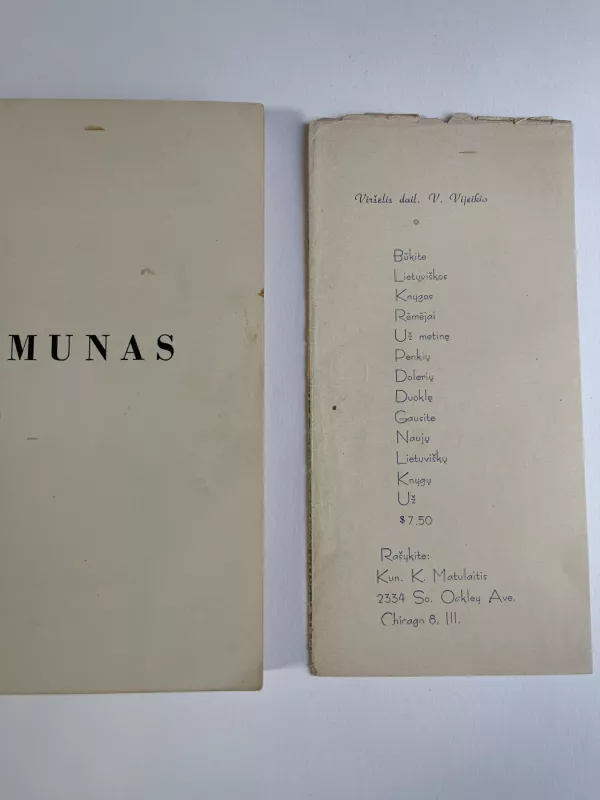 MUNAS
Viršelis dail. V. Vijeikio
Būkite
Lietuviškos
Knygos
Rėmėjai
Už metinę
Penkių
Dolerių
Duoklę
Gausite
Naujų
Lietuviškų
Knygų
Už
$7.50
Rašykite:
Kun. K. Matulaitis
2334 So. Ockley Ave.
Chicago 8, Ill.